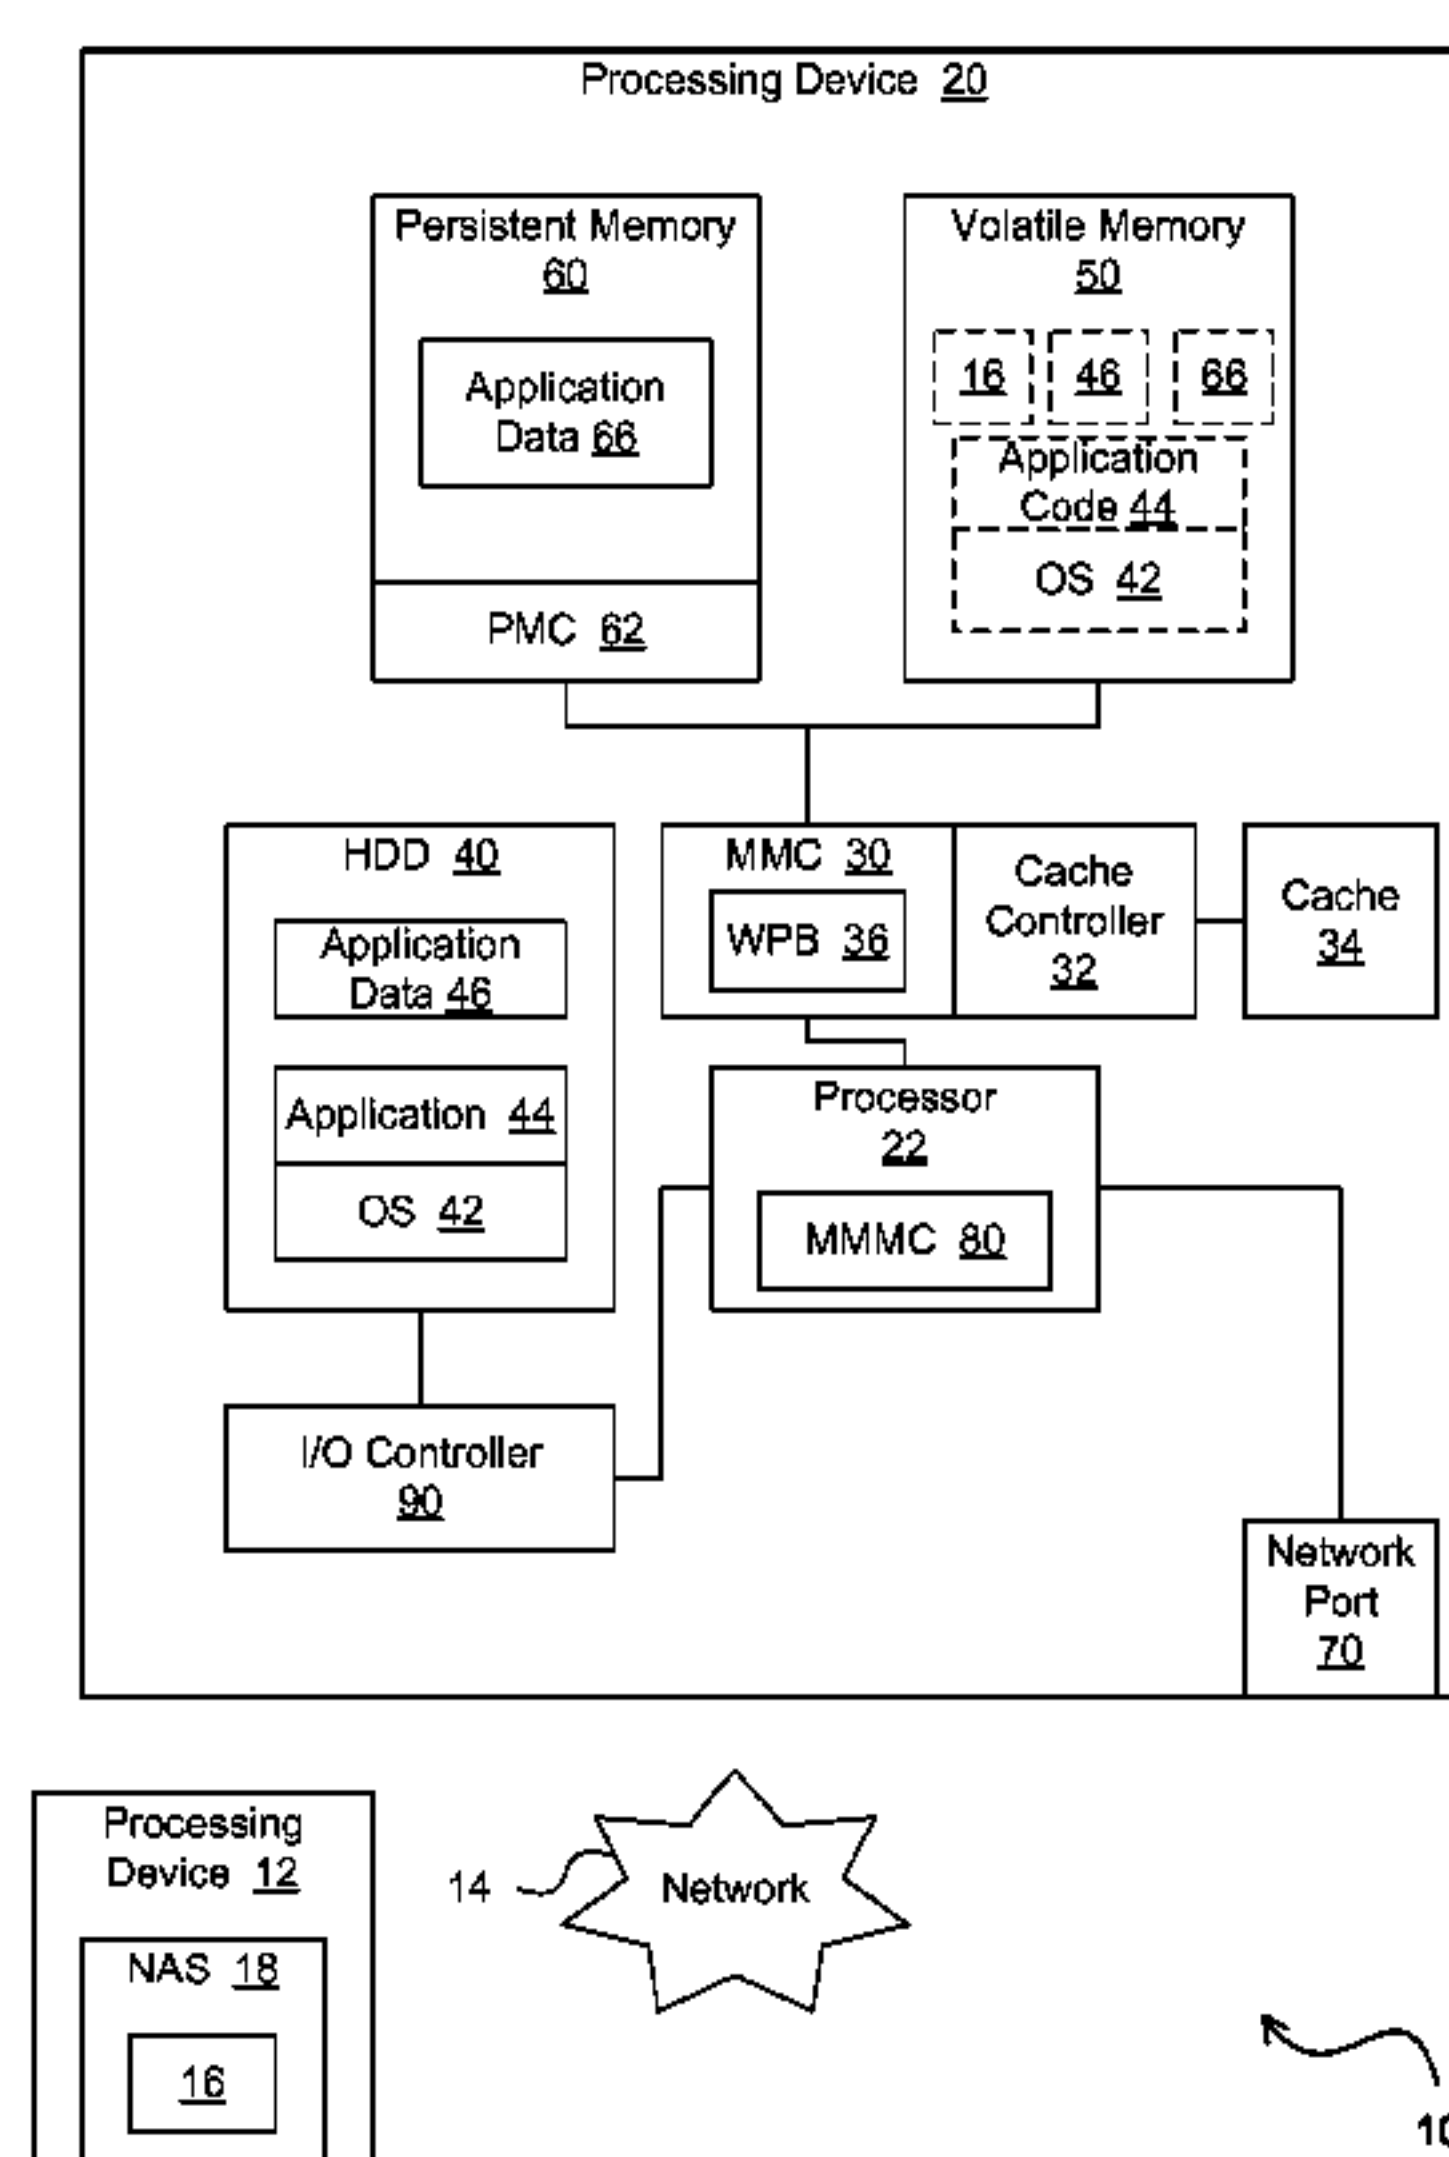 Processing Device 20
Persistent Memory
60
Application
Data 66
PMC 62
Volatile Memory
50
16 46 66
Application
Code 44
OS 42
HDD 40
Application
Data 46
Application 44
OS 42
MMC 30
WPB 36
Cache
Controller
32
Cache
34
Processor
22
MMMC 80
I/O Controller
90
Network
Port
70
Processing
Device 12
NAS 18
16
14
Network
10